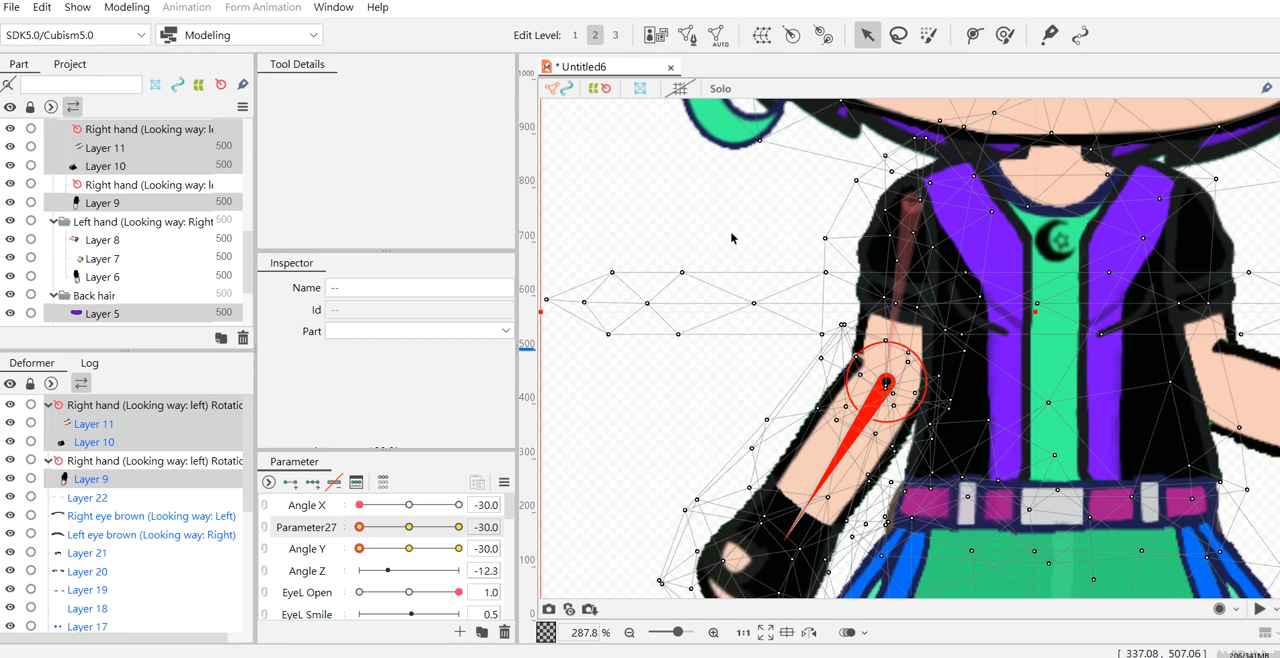 File Edit Show Modeling Animation Form Animation Window Help
SDK5.0/Cubism5.0 Modeling Edit Level: 1 2 3 AUTO
Part Project
Tool Details
* Untitled6
Solo
Right hand (Looking way: l
Layer 11 500
Layer 10 500
Right hand (Looking way: l
Layer 9 500
Left hand (Looking way: Right 500
Layer 8 500
Layer 7 500
Layer 6 500
Back hair 500
Layer 5 500
Inspector
Name --
Id --
Part
Deformer Log
Right hand (Looking way: left) Rotatic
Layer 11
Layer 10
Right hand (Looking way: left) Rotatic
Layer 9
Layer 22
Right eye brown (Looking way: Left)
Left eye brown (Looking way: Right)
Layer 21
Layer 20
Layer 19
Layer 18
Layer 17
Parameter
Angle X -30.0
Parameter27 -30.0
Angle Y -30.0
Angle Z -12.3
EyeL Open 1.0
EyeL Smile 0.5
1000
900
800
700
600
500
400
300
200
100
0
287.8 % 1:1
[ 337.08, 507.06 ] 206/341MB